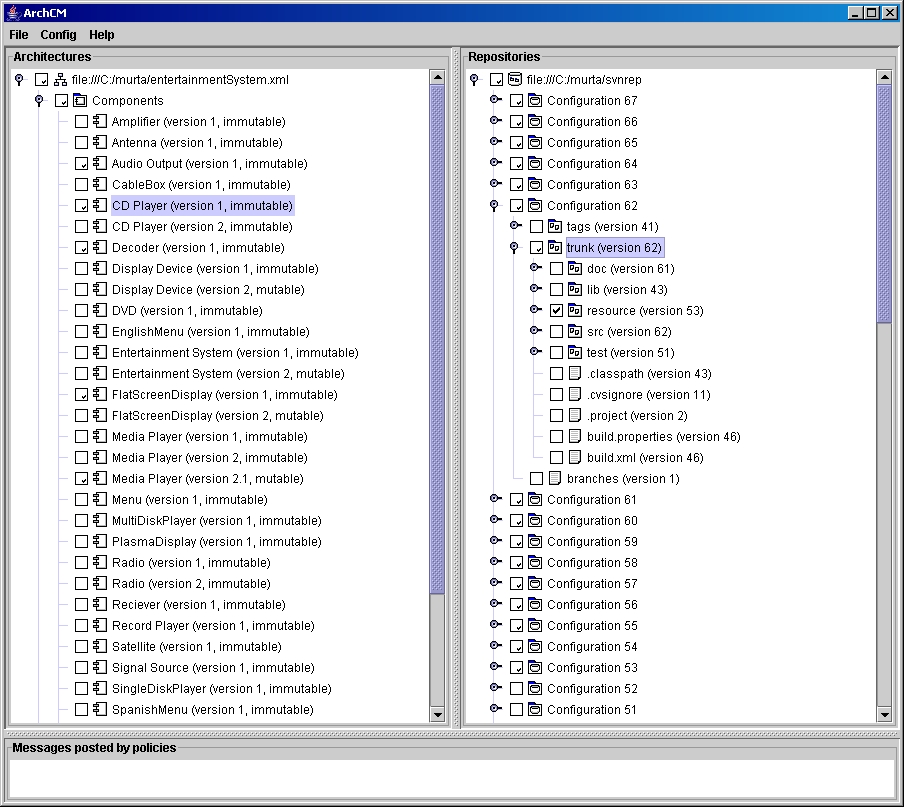 ArchCM
File Config Help
Architectures
file:///C:/murta/entertainmentSystem.xml
Components
Amplifier (version 1, immutable)
Antenna (version 1, immutable)
Audio Output (version 1, immutable)
CableBox (version 1, immutable)
CD Player (version 1, immutable)
CD Player (version 2, immutable)
Decoder (version 1, immutable)
Display Device (version 1, immutable)
Display Device (version 2, mutable)
DVD (version 1, immutable)
EnglishMenu (version 1, immutable)
Entertainment System (version 1, immutable)
Entertainment System (version 2, mutable)
FlatScreenDisplay (version 1, immutable)
FlatScreenDisplay (version 2, mutable)
Media Player (version 1, immutable)
Media Player (version 2, immutable)
Media Player (version 2.1, mutable)
Menu (version 1, immutable)
MultiDiskPlayer (version 1, immutable)
PlasmaDisplay (version 1, immutable)
Radio (version 1, immutable)
Radio (version 2, immutable)
Reciever (version 1, immutable)
Record Player (version 1, immutable)
Satellite (version 1, immutable)
Signal Source (version 1, immutable)
SingleDiskPlayer (version 1, immutable)
SpanishMenu (version 1, immutable)
Repositories
file:///C:/murta/svnrep
Configuration 67
Configuration 66
Configuration 65
Configuration 64
Configuration 63
Configuration 62
tags (version 41)
trunk (version 62)
doc (version 61)
lib (version 43)
resource (version 53)
src (version 62)
test (version 51)
.classpath (version 43)
.cvsignore (version 11)
.project (version 2)
build.properties (version 46)
build.xml (version 46)
branches (version 1)
Configuration 61
Configuration 60
Configuration 59
Configuration 58
Configuration 57
Configuration 56
Configuration 55
Configuration 54
Configuration 53
Configuration 52
Configuration 51
Messages posted by policies